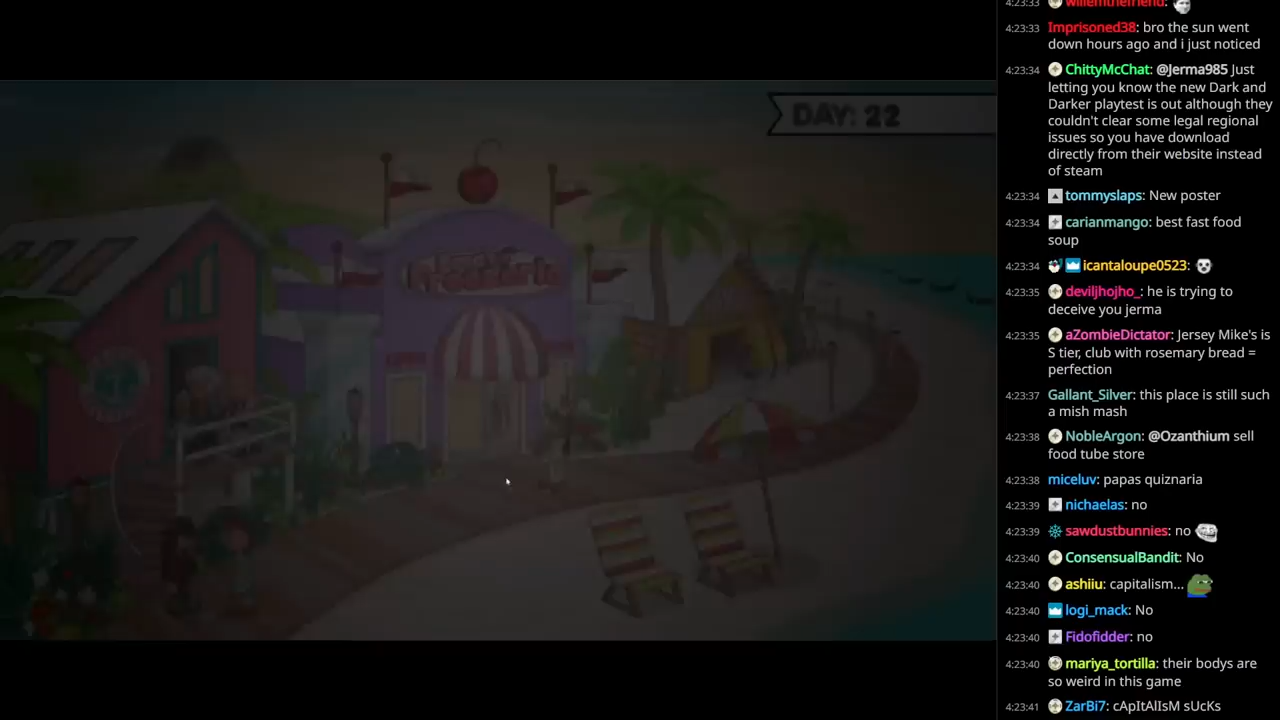 DAY: 22
4:23:33 willemthefriend:
4:23:33 Imprisoned38: bro the sun went
down hours ago and i just noticed
4:23:34 ChittyMcChat: @Jerma985 Just
letting you know the new Dark and
Darker playtest is out although they
couldn't clear some legal regional
issues so you have download
directly from their website instead
of steam
4:23:34 tommyslaps: New poster
4:23:34 carianmango: best fast food
soup
4:23:34 icantaloupe0523:
4:23:35 deviljhojho_: he is trying to
deceive you jerma
4:23:35 aZombieDictator: Jersey Mike's is
S tier, club with rosemary bread =
perfection
4:23:37 Gallant_Silver: this place is still such
a mish mash
4:23:38 NobleArgon: @Ozanthium sell
food tube store
4:23:38 miceluv: papas quiznaria
4:23:39 nichaelas: no
4:23:39 sawdustbunnies: no
4:23:40 ConsensualBandit: No
4:23:40 ashiiu: capitalism...
4:23:40 logi_mack: No
4:23:40 Fidofidder: no
4:23:40 mariya_tortilla: their bodys are
so weird in this game
4:23:41 ZarBi7: cApItAlIsM sUcKs